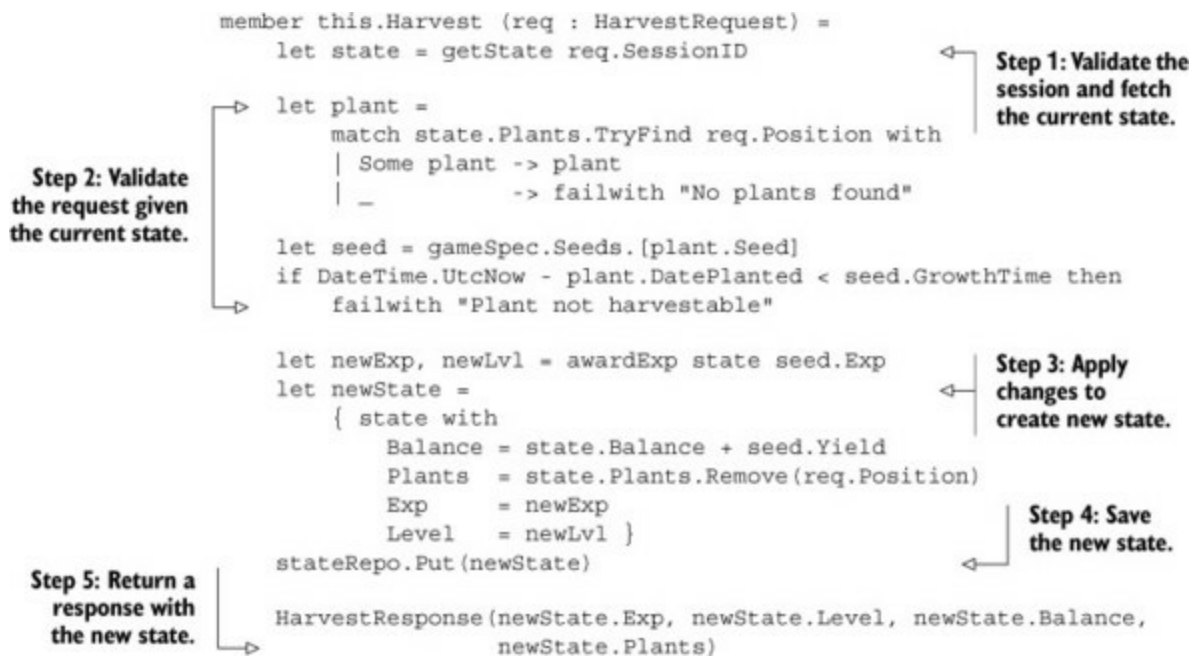 member this.Harvest (req : HarvestRequest) =
let state = getState req.SessionID
Step 1: Validate the
session and fetch
the current state.
let plant =
match state.Plants.TryFind req.Position with
| Some plant -> plant
| _ -> failwith "No plants found"
Step 2: Validate
the request given
the current state.
let seed = gameSpec.Seeds.[plant.Seed]
if DateTime.UtcNow - plant.DatePlanted < seed.GrowthTime then
failwith "Plant not harvestable"
let newExp, newLvl = awardExp state seed.Exp
let newState =
{ state with
Balance = state.Balance + seed.Yield
Plants = state.Plants.Remove(req.Position)
Exp = newExp
Level = newLvl }
Step 3: Apply
changes to
create new state.
stateRepo.Put(newState)
Step 4: Save
the new state.
HarvestResponse(newState.Exp, newState.Level, newState.Balance,
newState.Plants)
Step 5: Return a
response with
the new state.